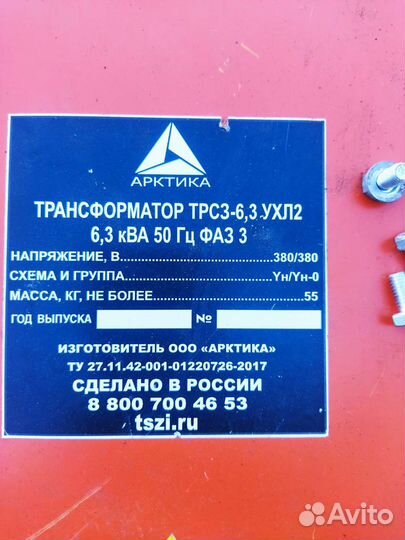 АРКТИКА
ТРАНСФОРМАТОР ТРСЗ-6,3 УХЛ2
6,3 кВА 50 Гц ФАЗ 3
НАПРЯЖЕНИЕ, В.......................380/380
СХЕМА И ГРУППА.......................Yн/Yн-0
МАССА, КГ, НЕ БОЛЕЕ.......................55
ГОД ВЫПУСКА №
ИЗГОТОВИТЕЛЬ ООО «АРКТИКА»
ТУ 27.11.42-001-01220726-2017
СДЕЛАНО В РОССИИ
8 800 700 46 53
tszi.ru
Avito